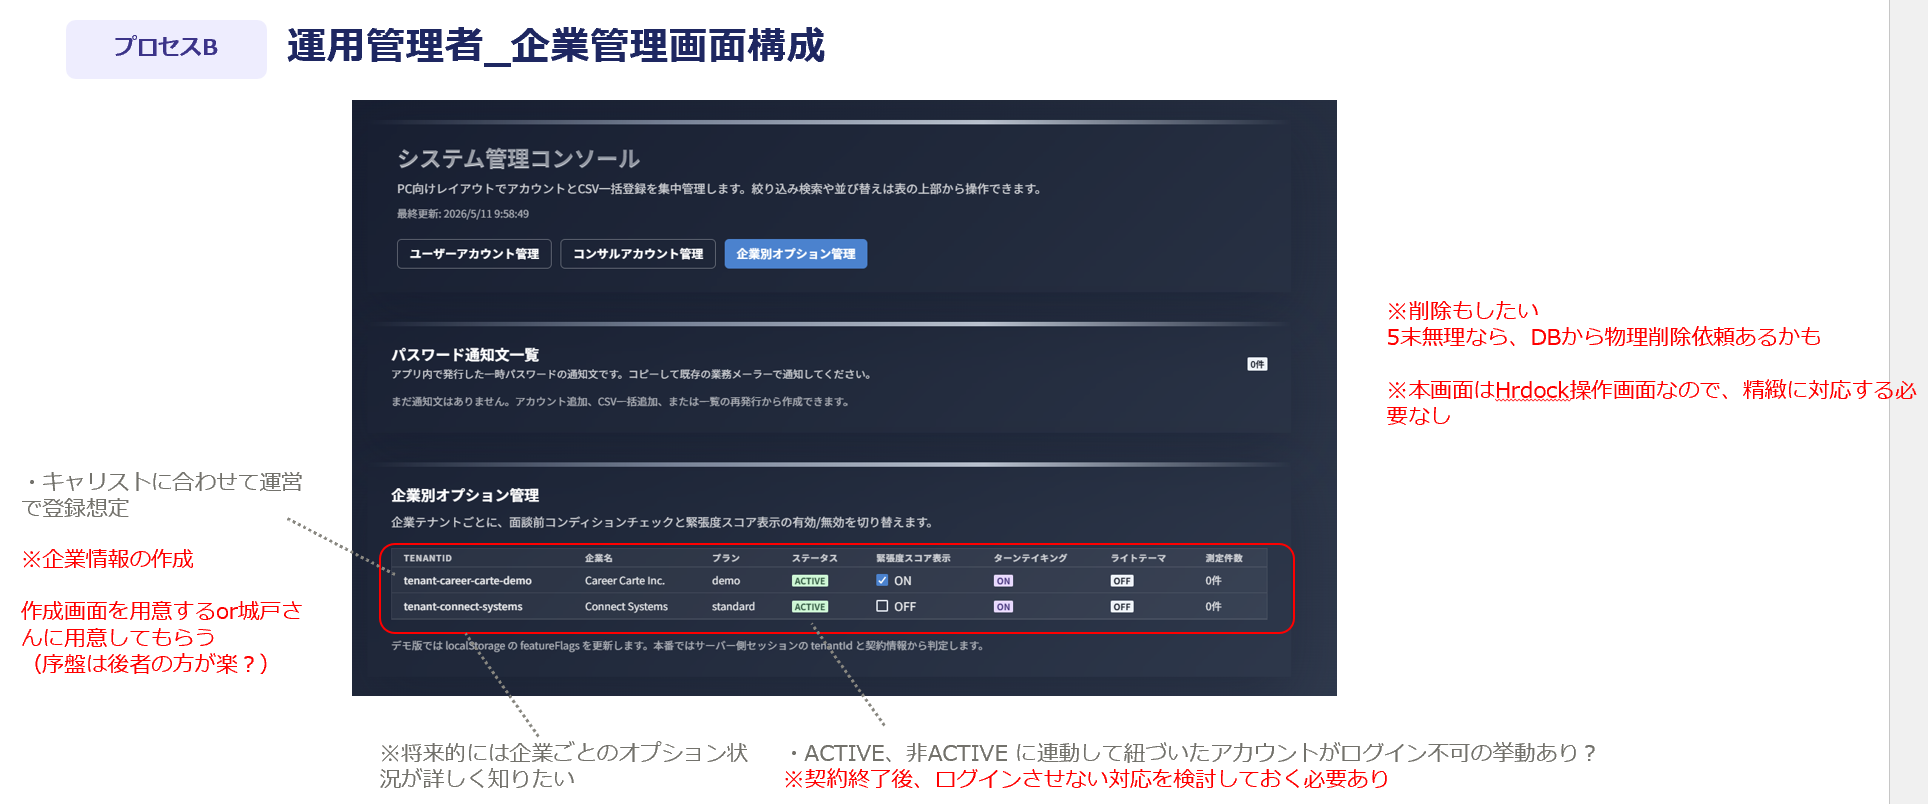 プロセスB
運用管理者_企業管理画面構成
システム管理コンソール
PC向けレイアウトでアカウントとCSV一括登録を集中管理します。絞り込み検索や並び替えは表の上部から操作できます。
最終更新: 2026/5/11 9:58:49
ユーザーアカウント管理 コンサルアカウント管理 企業別オプション管理
パスワード通知文一覧
0件
アプリ内で発行した一時パスワードの通知文です。コピーして既存の業務メーラーで通知してください。
まだ通知文はありません。アカウント追加、CSV一括追加、または一覧の再発行から作成できます。
企業別オプション管理
企業テナントごとに、面談前コンディションチェックと緊張度スコア表示の有効/無効を切り替えます。
TENANTID 企業名 プラン ステータス 緊張度スコア表示 ターンテイキング ライトテーマ 測定件数
tenant-career-carte-demo Career Carte Inc. demo ACTIVE ON ON OFF 0件
tenant-connect-systems Connect Systems standard ACTIVE OFF ON OFF 0件
デモ版では localStorage の featureFlags を更新します。本番ではサーバー側セッションの tenantId と契約情報から判定します。
・キャリストに合わせて運営
で登録想定
※企業情報の作成
作成画面を用意するor城戸さ
んに用意してもらう
（序盤は後者の方が楽？）
※削除もしたい
5末無理なら、DBから物理削除依頼あるかも
※本画面はHrdock操作画面なので、精緻に対応する必
要なし
※将来的には企業ごとのオプション状
況が詳しく知りたい
・ACTIVE、非ACTIVE に連動して紐づいたアカウントがログイン不可の挙動あり？
※契約終了後、ログインさせない対応を検討しておく必要あり